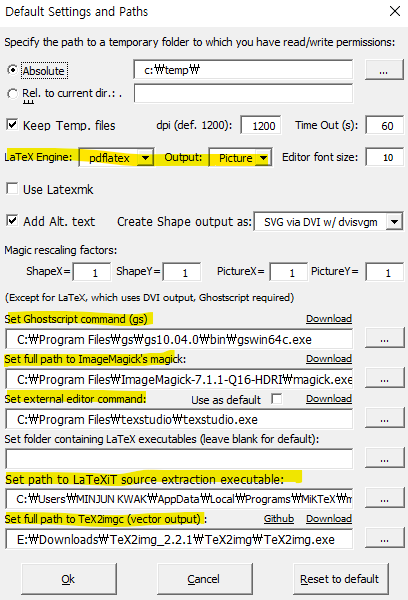 Default Settings and Paths
Specify the path to a temporary folder to which you have read/write permissions:
Absolute c:₩temp₩ ...
Rel. to current dir.: .
Keep Temp. files dpi (def. 1200): 1200 Time Out (s): 60
LaTeX Engine: pdflatex Output: Picture Editor font size: 10
Use Latexmk
Add Alt. text Create Shape output as: SVG via DVI w/ dvisvgm
Magic rescaling factors:
ShapeX= 1 ShapeY= 1 PictureX= 1 PictureY= 1
(Except for LaTeX, which uses DVI output, Ghostscript required)
Set Ghostscript command (gs) Download
C:₩Program Files₩gs₩gs10.04.0₩bin₩gswin64c.exe ...
Set full path to ImageMagick's magick: Download
C:₩Program Files₩ImageMagick-7.1.1-Q16-HDRI₩magick.exe ...
Set external editor command: Use as default Download
C:₩Program Files₩texstudio₩texstudio.exe ...
Set folder containing LaTeX executables (leave blank for default):
...
Set path to LaTeXiT source extraction executable:
C:₩Users₩MINJUN KWAK₩AppData₩Local₩Programs₩MiKTeX₩m ...
Set full path to TeX2imgc (vector output): Github Download
E:₩Downloads₩TeX2img_2.2.1₩TeX2img₩TeX2img.exe ...
Ok Cancel Reset to default